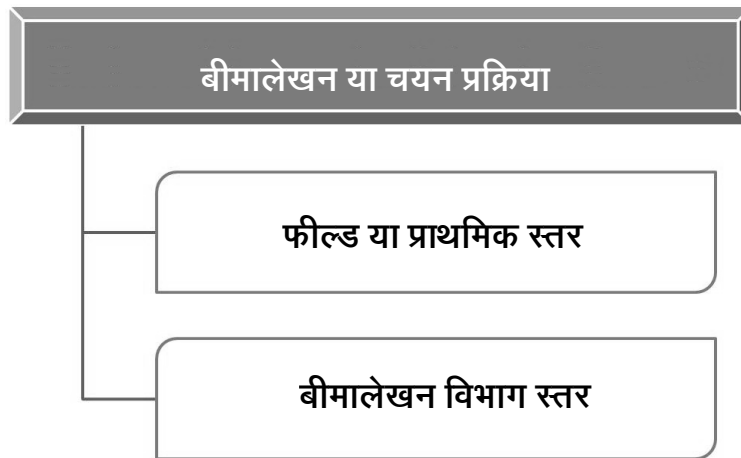 बीमालेखन या चयन प्रक्रिया
फील्ड या प्राथमिक स्तर
बीमालेखन विभाग स्तर